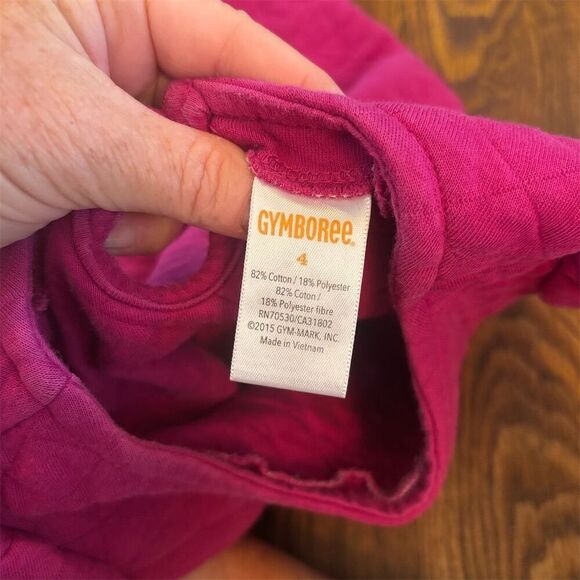 GYMBOREE.
4
82% Cotton / 18% Polyester
82% Cotton /
18% Polyester fibre
RN70530/CA31802
©2015 GYM-MARK, INC.
Made in Vietnam